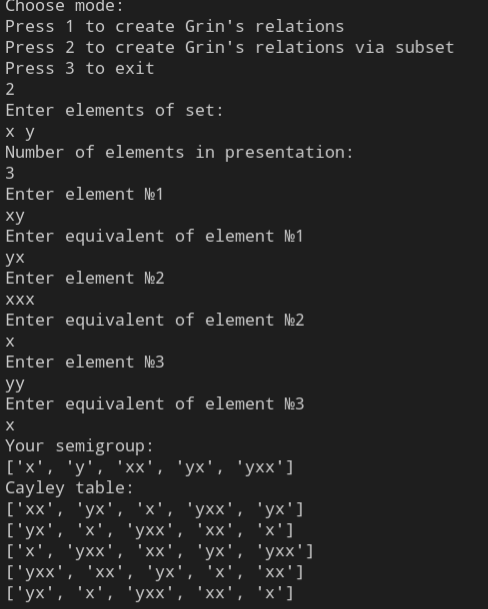 Choose mode:
Press 1 to create Grin's relations
Press 2 to create Grin's relations via subset
Press 3 to exit
2
Enter elements of set:
x y
Number of elements in presentation:
3
Enter element №1
xy
Enter equivalent of element №1
yx
Enter element №2
xxx
Enter equivalent of element №2
x
Enter element №3
yy
Enter equivalent of element №3
x
Your semigroup:
['x', 'y', 'xx', 'yx', 'yxx']
Cayley table:
['xx', 'yx', 'x', 'yxx', 'yx']
['yx', 'x', 'yxx', 'xx', 'x']
['x', 'yxx', 'xx', 'yx', 'yxx']
['yxx', 'xx', 'yx', 'x', 'xx']
['yx', 'x', 'yxx', 'xx', 'x']